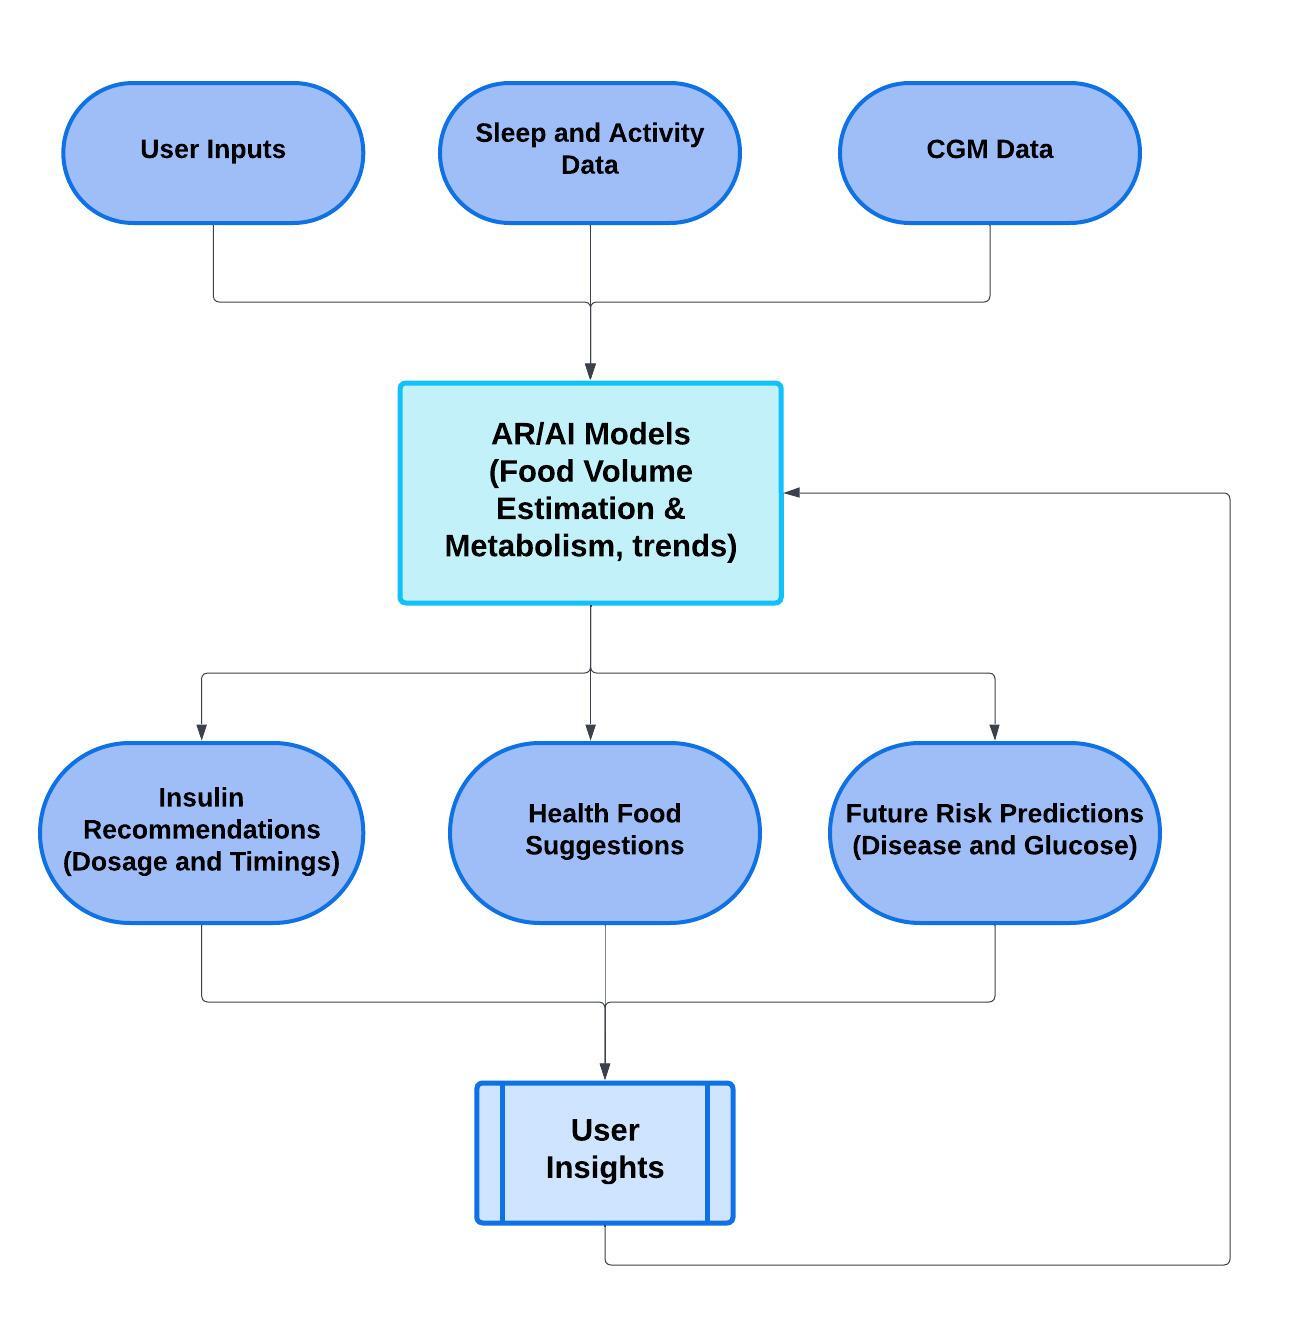 User Inputs
Sleep and Activity
Data
CGM Data
AR/AI Models
(Food Volume
Estimation &
Metabolism, trends)
Insulin
Recommendations
(Dosage and Timings)
Health Food
Suggestions
Future Risk Predictions
(Disease and Glucose)
User
Insights